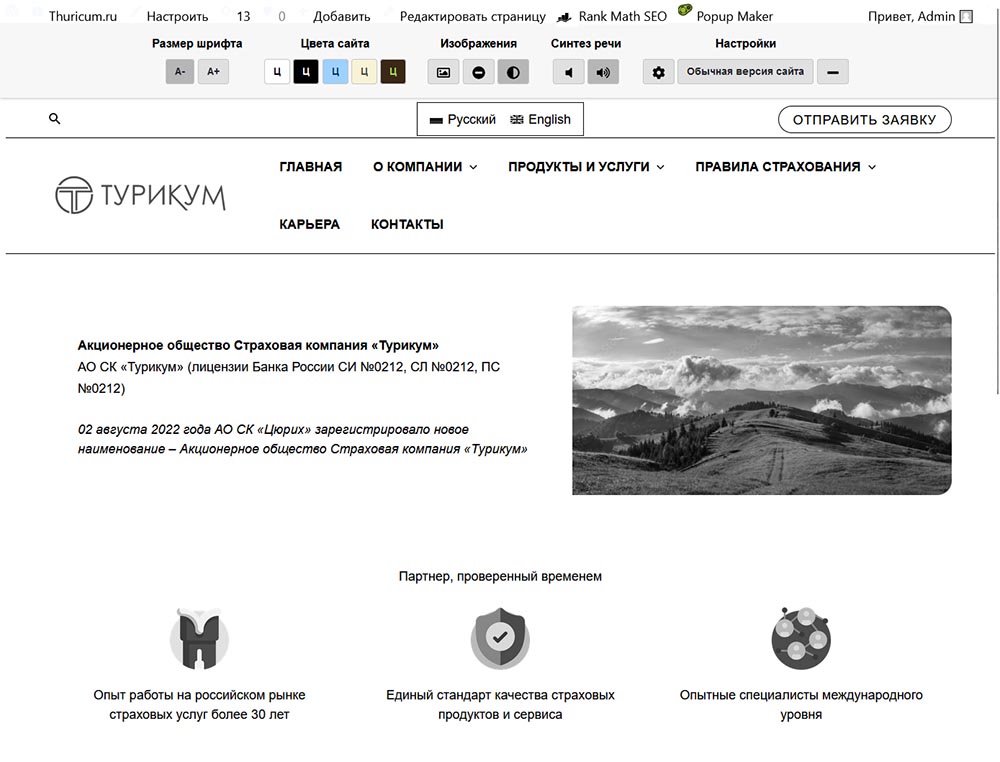 Thuricum.ru Настроить 13 0 Добавить Редактировать страницу Rank Math SEO Popup Maker Привет, Admin
Размер шрифта Цвета сайта Изображения Синтез речи Настройки
A- A+ Ц Ц Ц Ц Ц Обычная версия сайта
Русский English ОТПРАВИТЬ ЗАЯВКУ
ТУРИКУМ
ГЛАВНАЯ О КОМПАНИИ ПРОДУКТЫ И УСЛУГИ ПРАВИЛА СТРАХОВАНИЯ
КАРЬЕРА КОНТАКТЫ
Акционерное общество Страховая компания «Турикум»
АО СК «Турикум» (лицензии Банка России СИ №0212, СЛ №0212, ПС
№0212)
02 августа 2022 года АО СК «Цюрих» зарегистрировало новое
наименование – Акционерное общество Страховая компания «Турикум»
Партнер, проверенный временем
Опыт работы на российском рынке
страховых услуг более 30 лет
Единый стандарт качества страховых
продуктов и сервиса
Опытные специалисты международного
уровня